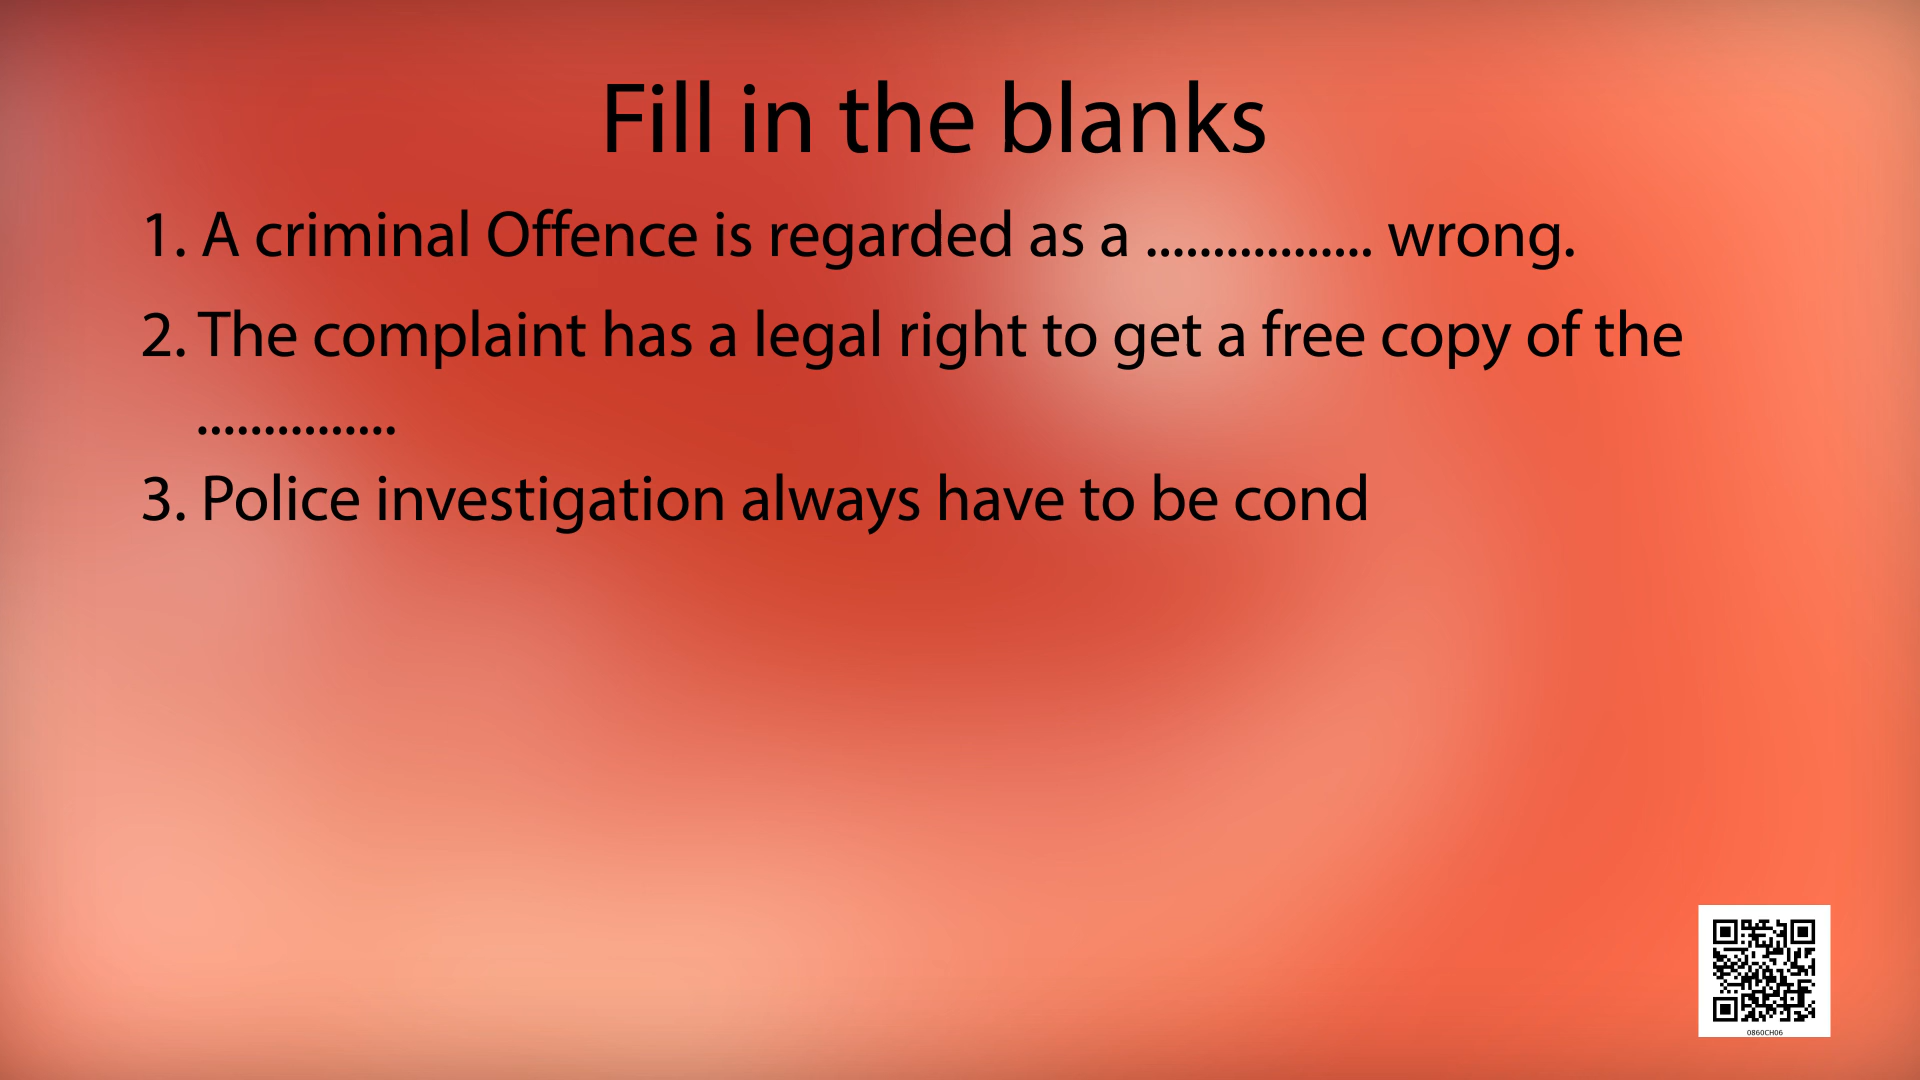 Fill in the blanks
1. A criminal Offence is regarded as a ................. wrong.
2. The complaint has a legal right to get a free copy of the
...............
3. Police investigation always have to be cond
0860CH06